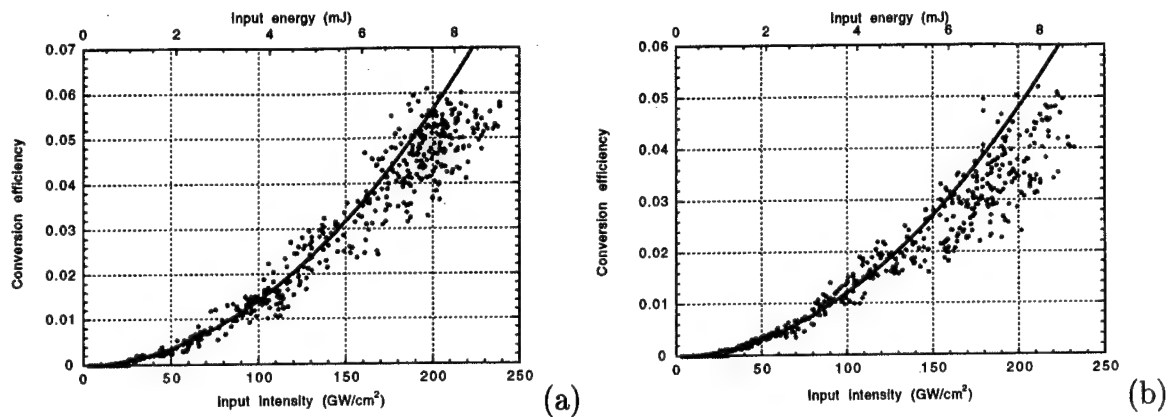 Input energy (mJ)
0 2 4 6 8
0.07
0.06
0.05
0.04
0.03
0.02
0.01
0
Conversion efficiency
0 50 100 150 200 250
Input intensity (GW/cm²)
(a)
Input energy (mJ)
0 2 4 6 8
0.06
0.05
0.04
0.03
0.02
0.01
0
Conversion efficiency
0 50 100 150 200 250
Input intensity (GW/cm²)
(b)